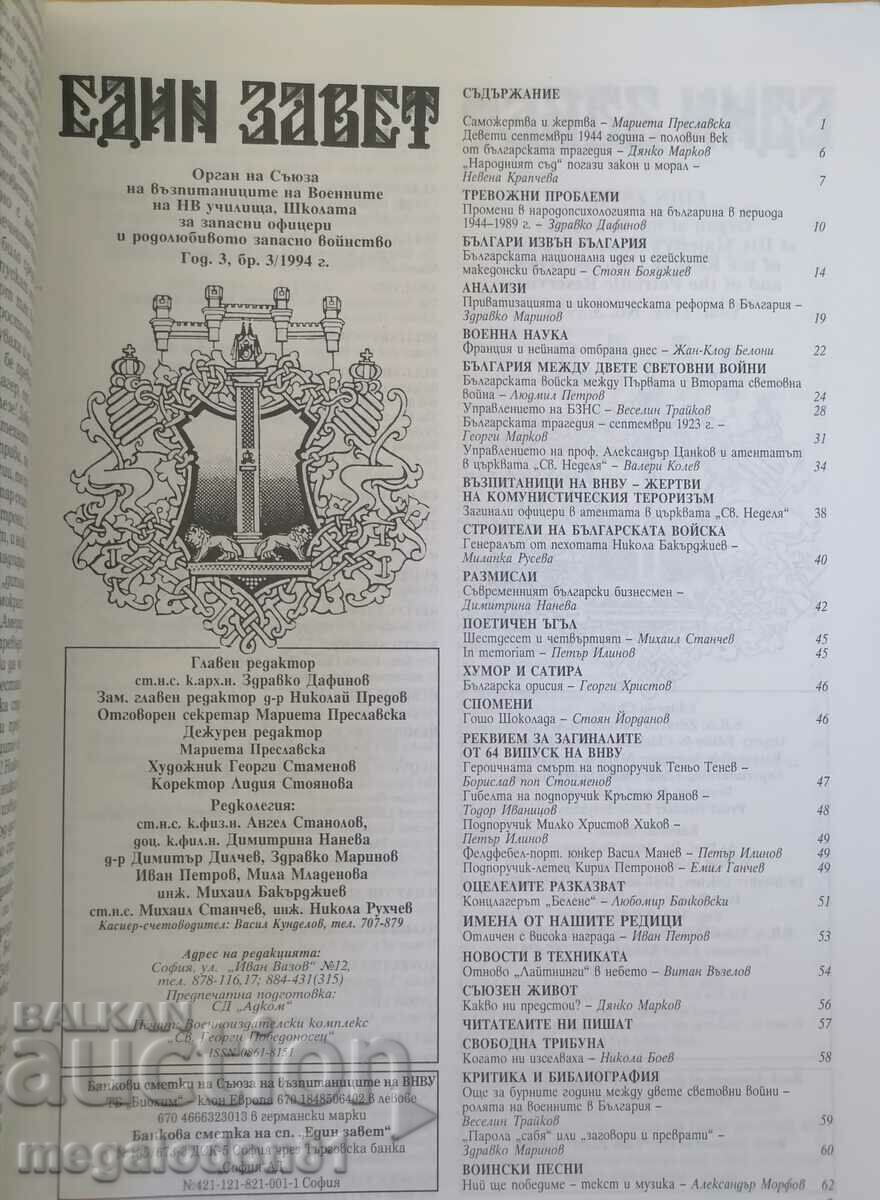 ЕДИН ЗАВЕТ
Орган на Съюза
на възпитаниците на Военните
на НВ училища, Школата
за запасни офицери
и родолюбивото запасно войнство
Год. 3, бр. 3/1994 г.
Главен редактор
ст.н.с. к.арх.н. Здравко Дафинов
Зам. главен редактор д-р Николай Предов
Отговорен секретар Мариета Преславска
Дежурен редактор
Мариета Преславска
Художник Георги Стаменов
Коректор Лидия Стоянова
Редколегия:
ст.н.с. к.физ.н. Ангел Станолов,
доц. к.фил.н. Димитрина Нанева
д-р Димитър Дилчев, Здравко Маринов
Иван Петров, Мила Младенова
инж. Михаил Бакърджиев
ст.н.с. Михаил Станчев, инж. Никола Рухчев
Касиер-счетоводител: Васил Кунделов, тел. 707-879
Адрес на редакцията:
София, ул. „Иван Вазов" №12,
тел. 878-116,17; 884-431(315)
Предпечатна подготовка:
СД „Адком"
Печат: Военноиздателски комплекс
„Св. Георги Победоносец"
ISSN 0861-8151
Банкови сметки на Съюза на възпитаниците на ВНВУ
ТБ „Биохим" – клон Европа 670 1848506402 в левове
670 4666323013 в германски марки
Банкова сметка на сп. „Един завет"
ДСК-5 София чрез Търговска банка
„София" АД
N 421-121-821-001-1 София
СЪДЪРЖАНИЕ
Саможертва и жертва – Мариета Преславска 1
Девети септември 1944 година – половин век
от българската трагедия – Дянко Марков 6
„Народният съд" погази закон и морал –
Невена Крапчева 7
ТРЕВОЖНИ ПРОБЛЕМИ
Промени в народопсихологията на българина в периода
1944–1989 г. – Здравко Дафинов 10
БЪЛГАРИ ИЗВЪН БЪЛГАРИЯ
Българската национална идея и егейските
македонски българи – Стоян Бояджиев 14
АНАЛИЗИ
Приватизацията и икономическата реформа в България –
Здравко Маринов 19
ВОЕННА НАУКА
Франция и нейната отбрана днес – Жан-Клод Белони 22
БЪЛГАРИЯ МЕЖДУ ДВЕТЕ СВЕТОВНИ ВОЙНИ
Българската войска между Първата и Втората световна
война – Людмил Петров 24
Управлението на БЗНС – Веселин Трайков 28
Българската трагедия – септември 1923 г. –
Георги Марков 31
Управлението на проф. Александър Цанков и атентатът
в църквата „Св. Неделя" – Валери Колев 34
ВЪЗПИТАНИЦИ НА ВНВУ – ЖЕРТВИ
НА КОМУНИСТИЧЕСКИЯ ТЕРОРИЗЪМ
Загинали офицери в атентата в църквата „Св. Неделя" 38
СТРОИТЕЛИ НА БЪЛГАРСКАТА ВОЙСКА
Генералът от пехотата Никола Бакърджиев –
Миланка Русева 40
РАЗМИСЛИ
Съвременният български бизнесмен –
Димитрина Нанева 42
ПОЕТИЧЕН ЪГЪЛ
Шестдесет и четвъртият – Михаил Станчев 45
In memoriam – Петър Илинов 45
ХУМОР И САТИРА
Българска орисия – Георги Христов 46
СПОМЕНИ
Гошо Шоколада – Стоян Йорданов 46
РЕКВИЕМ ЗА ЗАГИНАЛИТЕ
ОТ 64 ВИПУСК НА ВНВУ
Героичната смърт на подпоручик Теньо Тенев –
Борислав поп Стоименов 47
Гибелта на подпоручик Кръстю Яранов –
Тодор Иваницов 48
Подпоручик Милко Христов Хиков –
Петър Илинов 49
Фелдфебел-порт. юнкер Васил Манев – Петър Илинов 49
Подпоручик-летец Кирил Петронов – Емил Ганчев 49
ОЦЕЛЕЛИТЕ РАЗКАЗВАТ
Концлагерът „Белене" – Любомир Банковски 51
ИМЕНА ОТ НАШИТЕ РЕДИЦИ
Отличен с висока награда – Иван Петров 53
НОВОСТИ В ТЕХНИКАТА
Отново „Лайтнинги" в небето – Витан Възелов 54
СЪЮЗЕН ЖИВОТ
Какво ни предстои? – Дянко Марков 56
ЧИТАТЕЛИТЕ НИ ПИШАТ 57
СВОБОДНА ТРИБУНА
Когато ни изселваха – Никола Боев 58
КРИТИКА И БИБЛИОГРАФИЯ
Още за бурните години между двете световни войни –
ролята на военните в България –
Веселин Трайков 59
„Парола „сабя" или „заговори и преврати" –
Здравко Маринов 60
ВОИНСКИ ПЕСНИ
Ний ще победиме – текст и музика – Александър Морфов 62
BALKAN
auction
megalodon81